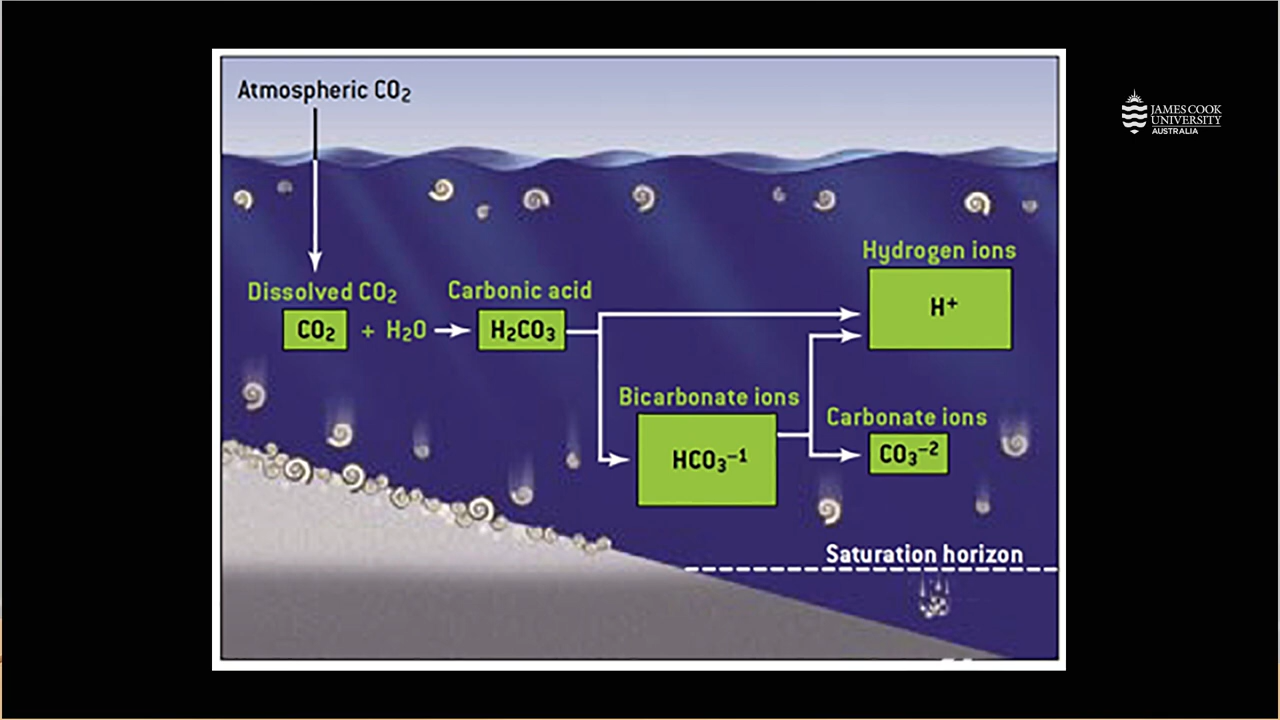 Atmospheric CO₂
JAMES COOK
UNIVERSITY
AUSTRALIA
Hydrogen ions
H⁺
Dissolved CO₂
Carbonic acid
CO₂ + H₂O
H₂CO₃
Bicarbonate ions
HCO₃⁻¹
Carbonate ions
CO₃⁻²
Saturation horizon